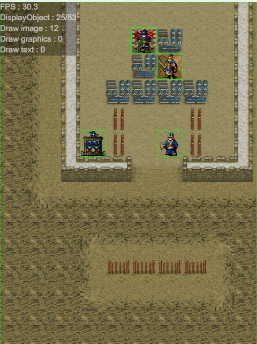 FPS : 30.3
DisplayObject : 25/53
Draw image : 12
Draw graphics : 0
Draw text : 0